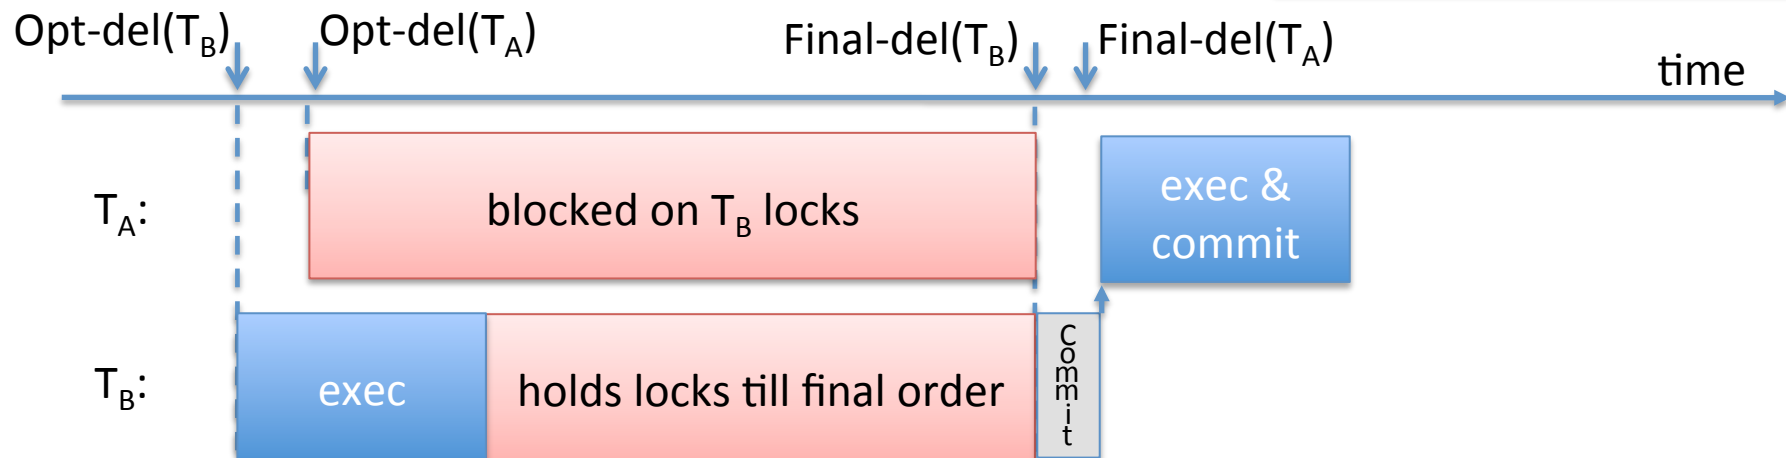 Opt-del(T_B) Opt-del(T_A) Final-del(T_B) Final-del(T_A)
time
T_A:
blocked on T_B locks
exec &
commit
T_B:
exec
holds locks till final order
Commit